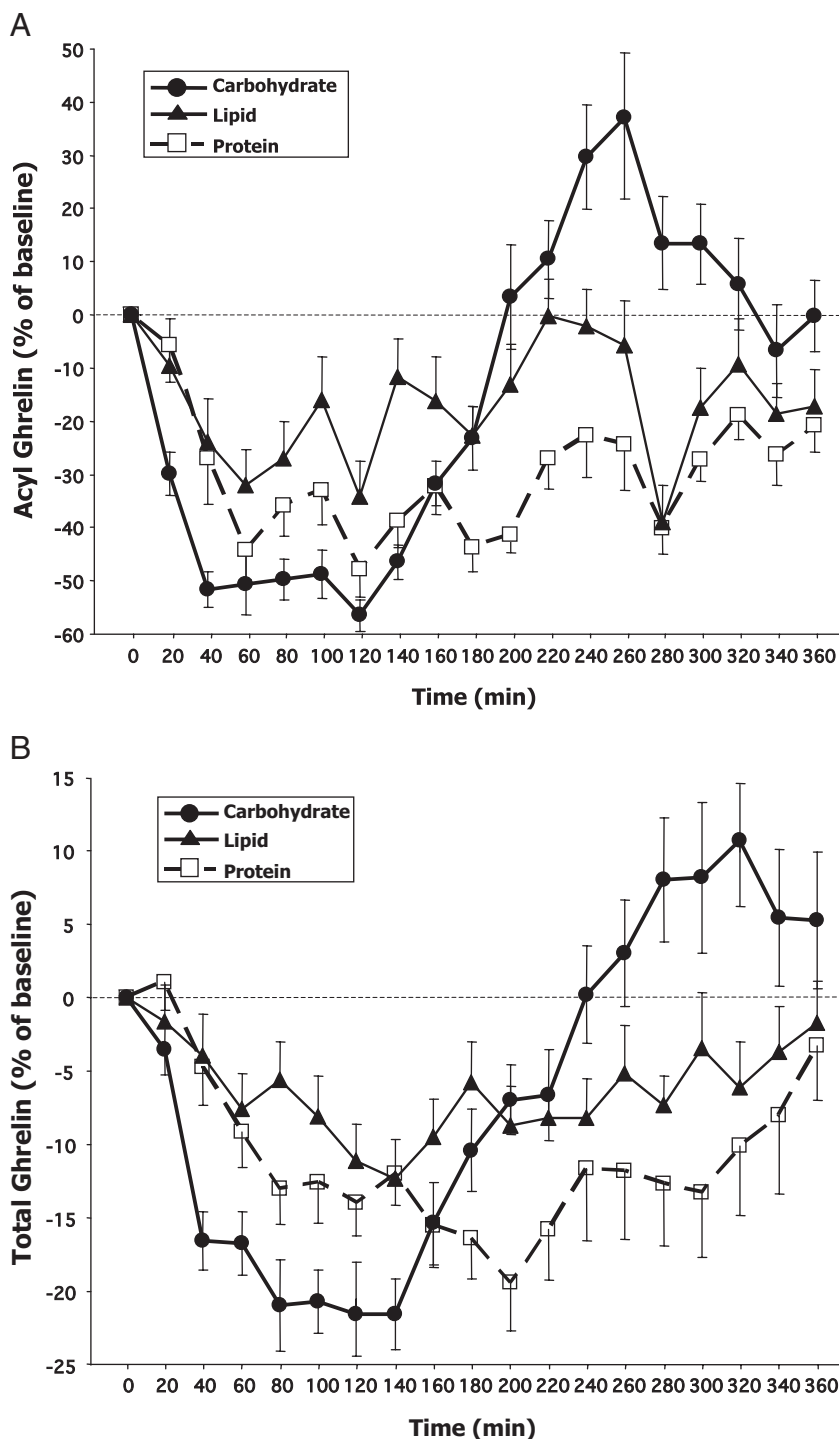 A
50
40
30
20
10
0
-10
-20
-30
-40
-50
-60
Acyl Ghrelin (% of baseline)
Carbohydrate
Lipid
Protein
0 20 40 60 80 100 120 140 160 180 200 220 240 260 280 300 320 340 360
Time (min)
B
15
10
5
0
-5
-10
-15
-20
-25
Total Ghrelin (% of baseline)
Carbohydrate
Lipid
Protein
0 20 40 60 80 100 120 140 160 180 200 220 240 260 280 300 320 340 360
Time (min)